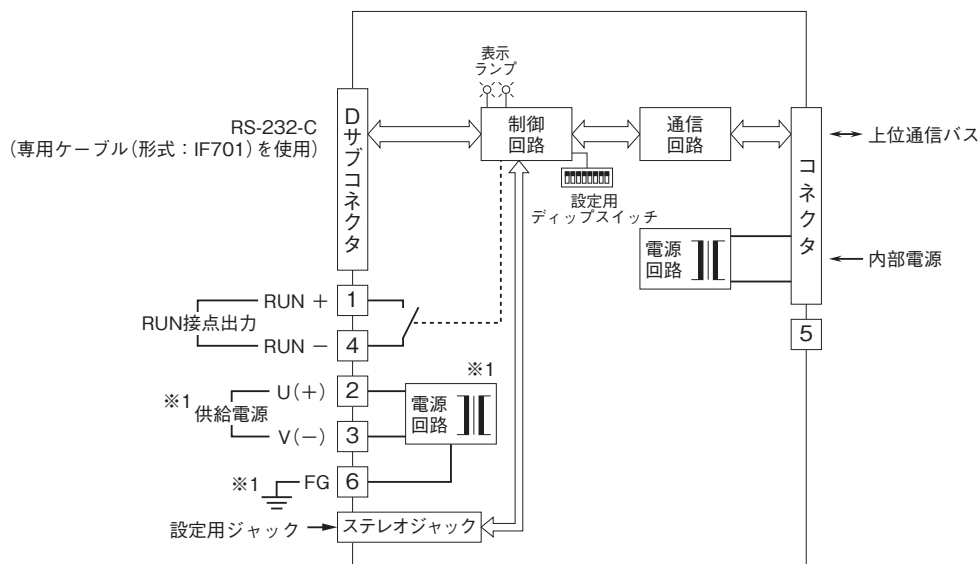 表示
ランプ
RS-232-C
(専用ケーブル(形式:IF701)を使用)
Dサブコネクタ
制御
回路
通信
回路
コネクタ
上位通信バス
設定用
ディップスイッチ
電源
回路
内部電源
RUN +
1
RUN接点出力
RUN −
4
5
※1
U(+)
2
※1 供給電源
電源
回路
V(−)
3
※1
FG
6
設定用ジャック
ステレオジャック